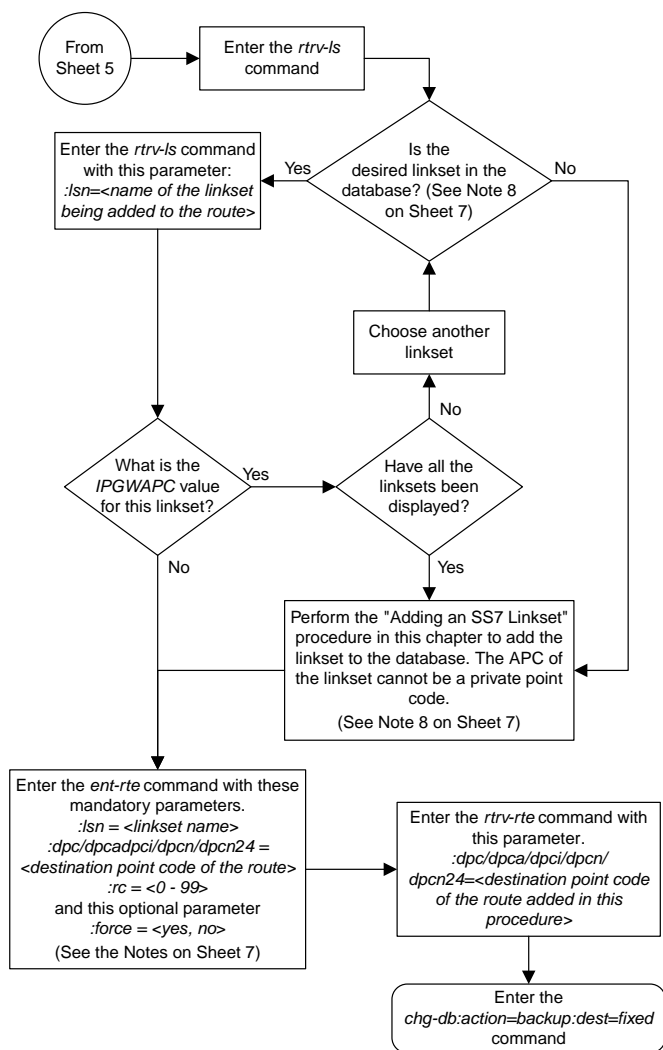 From
Sheet 5
Enter the rtrv-ls
command
Is the
desired linkset in the
database? (See Note 8
on Sheet 7)
Yes
No
Enter the rtrv-ls command
with this parameter:
:lsn=<name of the linkset
being added to the route>
Choose another
linkset
No
What is the
IPGWAPC value
for this linkset?
Yes
Have all the
linksets been
displayed?
No
Yes
Perform the "Adding an SS7 Linkset"
procedure in this chapter to add the
linkset to the database. The APC of
the linkset cannot be a private point
code.
(See Note 8 on Sheet 7)
Enter the ent-rte command with these
mandatory parameters.
:lsn = <linkset name>
:dpc/dpcadpci/dpcn/dpcn24 =
<destination point code of the route>
:rc = <0 - 99>
and this optional parameter
:force = <yes, no>
(See the Notes on Sheet 7)
Enter the rtrv-rte command with
this parameter.
:dpc/dpca/dpci/dpcn/
dpcn24=<destination point code
of the route added in this
procedure>
Enter the
chg-db:action=backup:dest=fixed
command